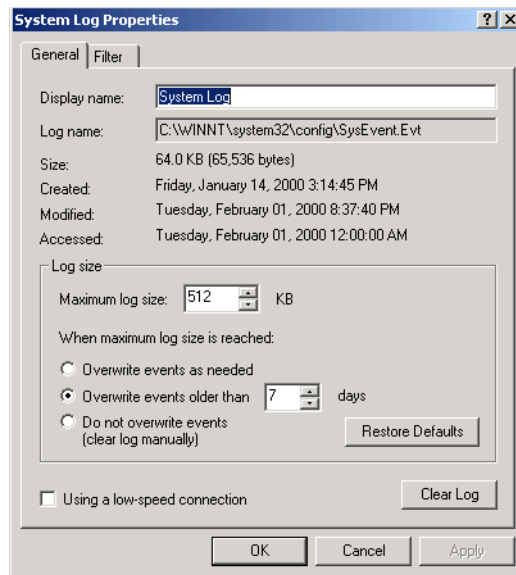 System Log Properties
General
Filter
Display name: System Log
Log name: C:\WINNT\system32\config\SysEvent.Evt
Size: 64.0 KB (65,536 bytes)
Created: Friday, January 14, 2000 3:14:45 PM
Modified: Tuesday, February 01, 2000 8:37:40 PM
Accessed: Tuesday, February 01, 2000 12:00:00 AM
Log size
Maximum log size: 512 KB
When maximum log size is reached:
Overwrite events as needed
Overwrite events older than 7 days
Do not overwrite events
(clear log manually)
Restore Defaults
Using a low-speed connection
Clear Log
OK Cancel Apply